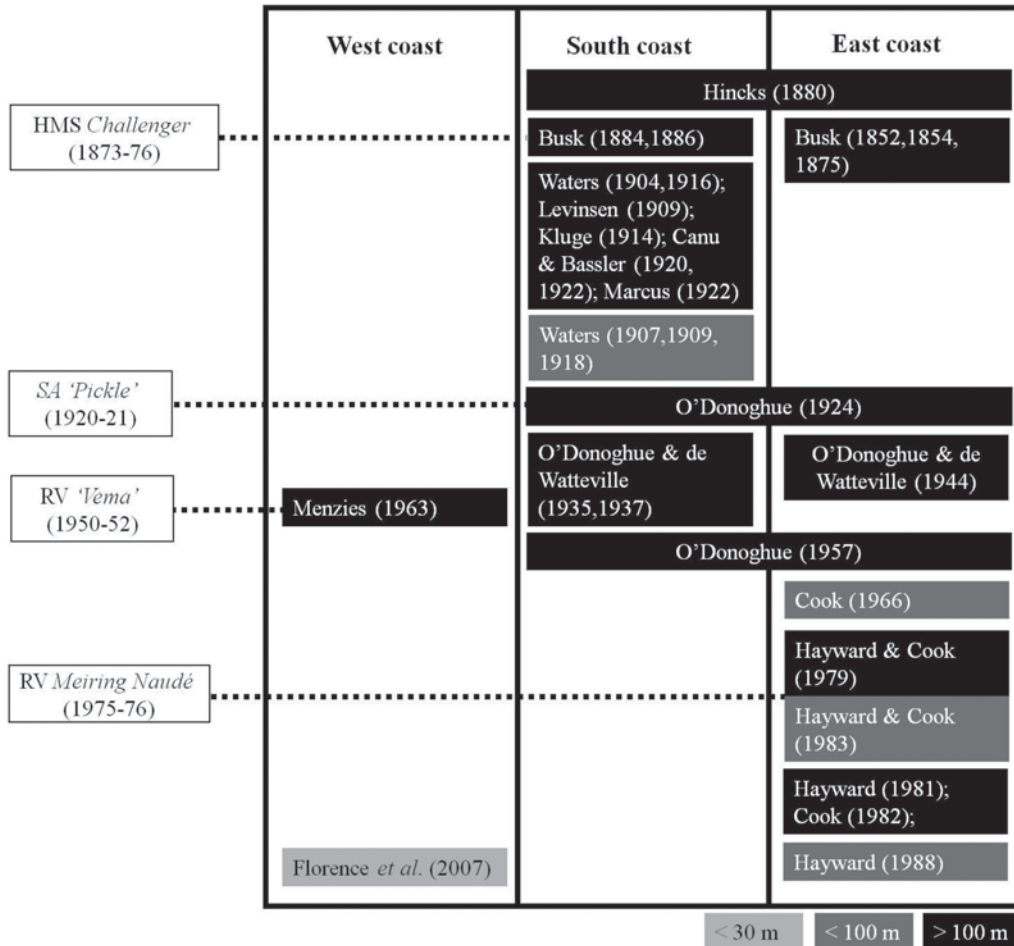 West coast
South coast
East coast
Hincks (1880)
HMS Challenger
(1873-76)
Busk (1884,1886)
Busk (1852,1854,
1875)
Waters (1904,1916);
Levinsen (1909);
Kluge (1914); Canu
& Bassler (1920,
1922); Marcus (1922)
Waters (1907,1909,
1918)
SA ‘Pickle’
(1920-21)
O’Donoghue (1924)
O’Donoghue & de
Watteville
(1935,1937)
O’Donoghue & de
Watteville (1944)
RV ‘Vema’
(1950-52)
Menzies (1963)
O’Donoghue (1957)
Cook (1966)
Hayward & Cook
(1979)
RV Meiring Naudé
(1975-76)
Hayward & Cook
(1983)
Hayward (1981);
Cook (1982);
Florence et al. (2007)
Hayward (1988)
< 30 m
< 100 m
> 100 m